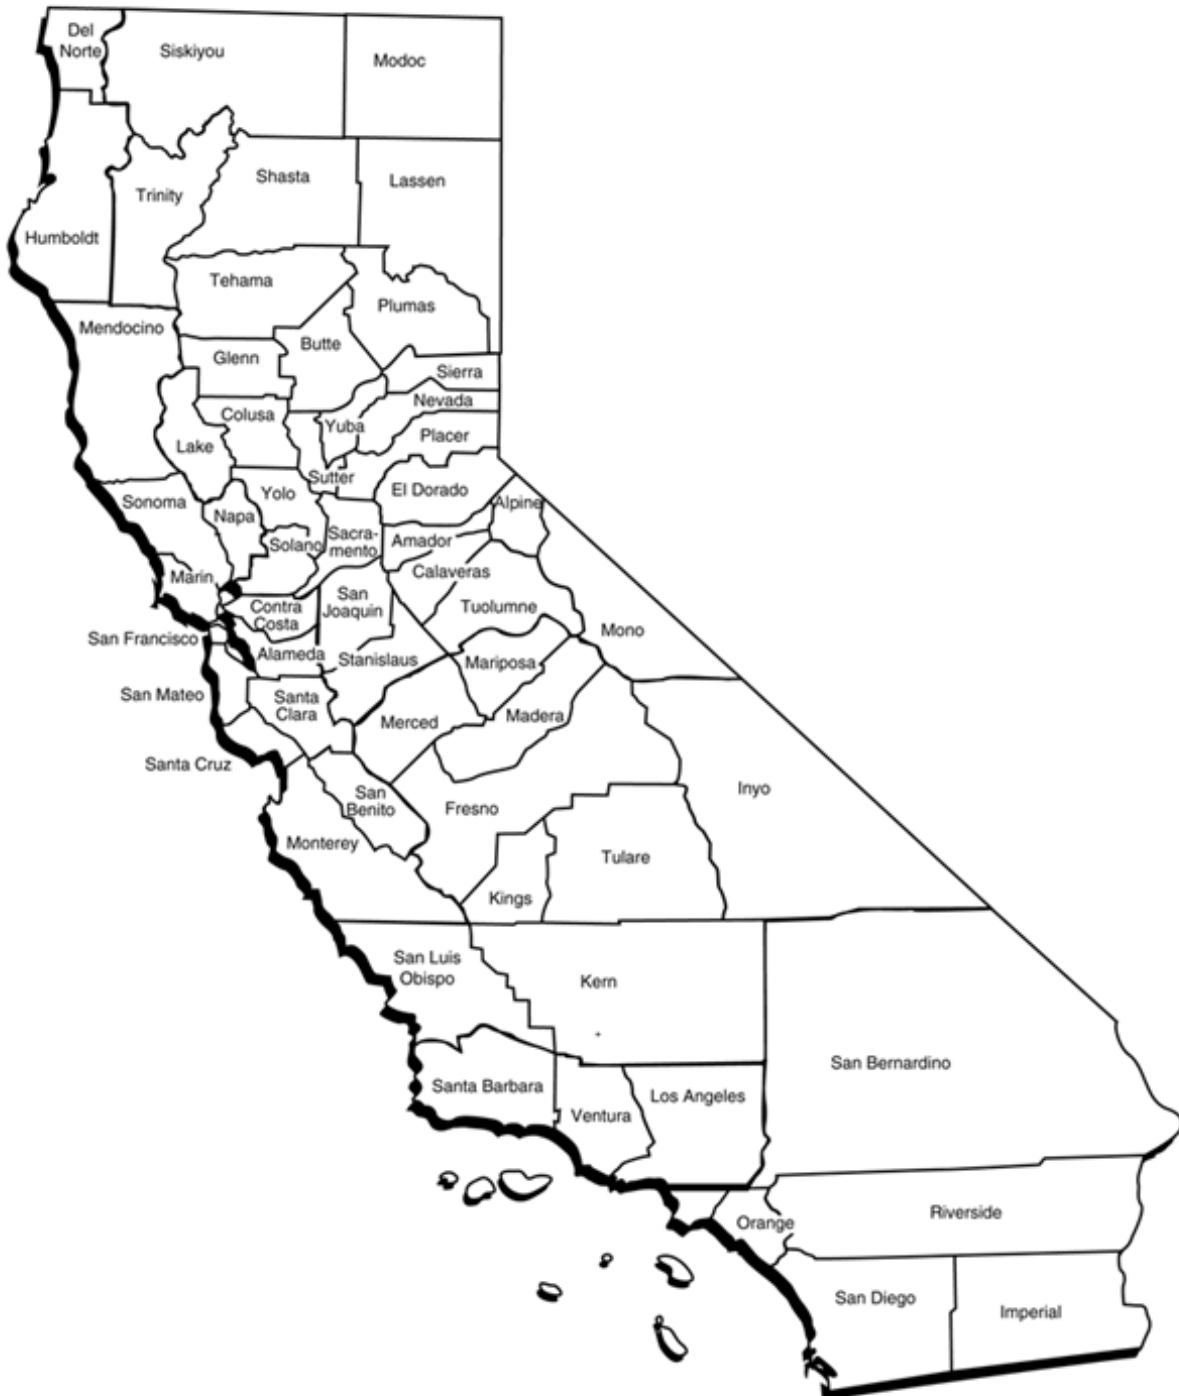 Del
Norte
Siskiyou
Modoc
Trinity
Shasta
Lassen
Humboldt
Tehama
Plumas
Mendocino
Glenn
Butte
Sierra
Nevada
Colusa
Yuba
Placer
Lake
Sutter
El Dorado
Yolo
Sonoma
Napa
Alpine
Sacra-
mento
Solano
Amador
Marin
Calaveras
Contra
Costa
San
Joaquin
Tuolumne
Mono
San Francisco
Alameda
Stanislaus
Mariposa
San Mateo
Santa
Clara
Merced
Madera
Santa Cruz
San
Benito
Fresno
Inyo
Monterey
Tulare
Kings
San Luis
Obispo
Kern
San Bernardino
Santa Barbara
Ventura
Los Angeles
Orange
Riverside
San Diego
Imperial